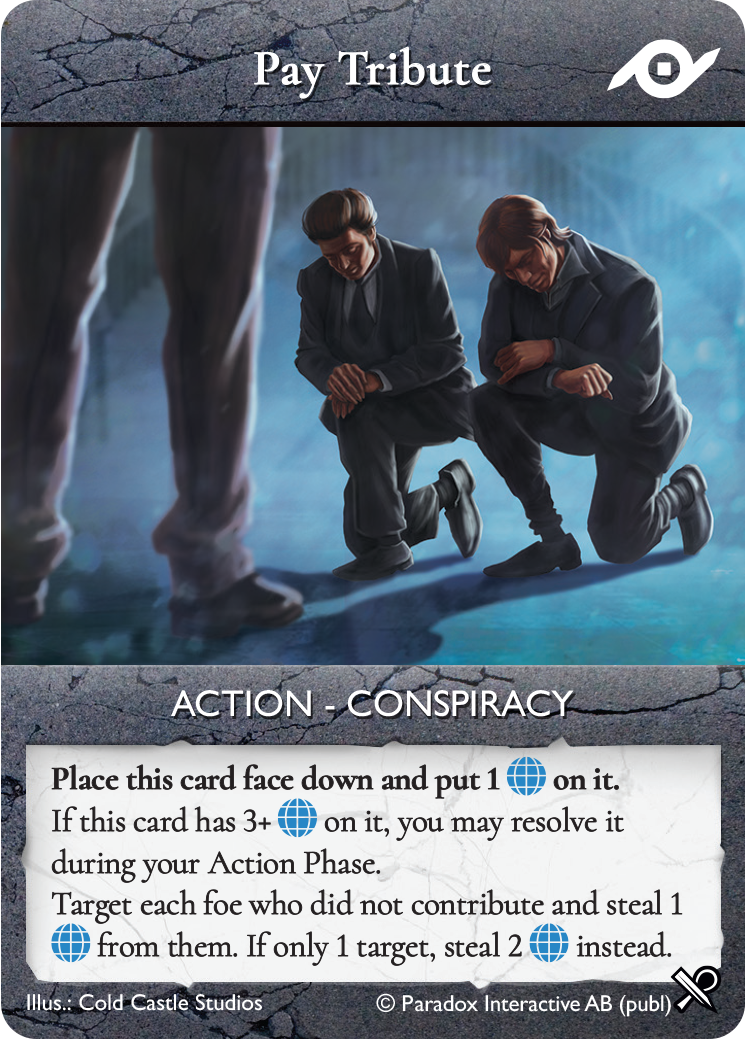 Pay Tribute
ACTION - CONSPIRACY
Place this card face down and put 1 on it.
If this card has 3+ on it, you may resolve it
during your Action Phase.
Target each foe who did not contribute and steal 1
from them. If only 1 target, steal 2 instead.
Illus.: Cold Castle Studios © Paradox Interactive AB (publ)